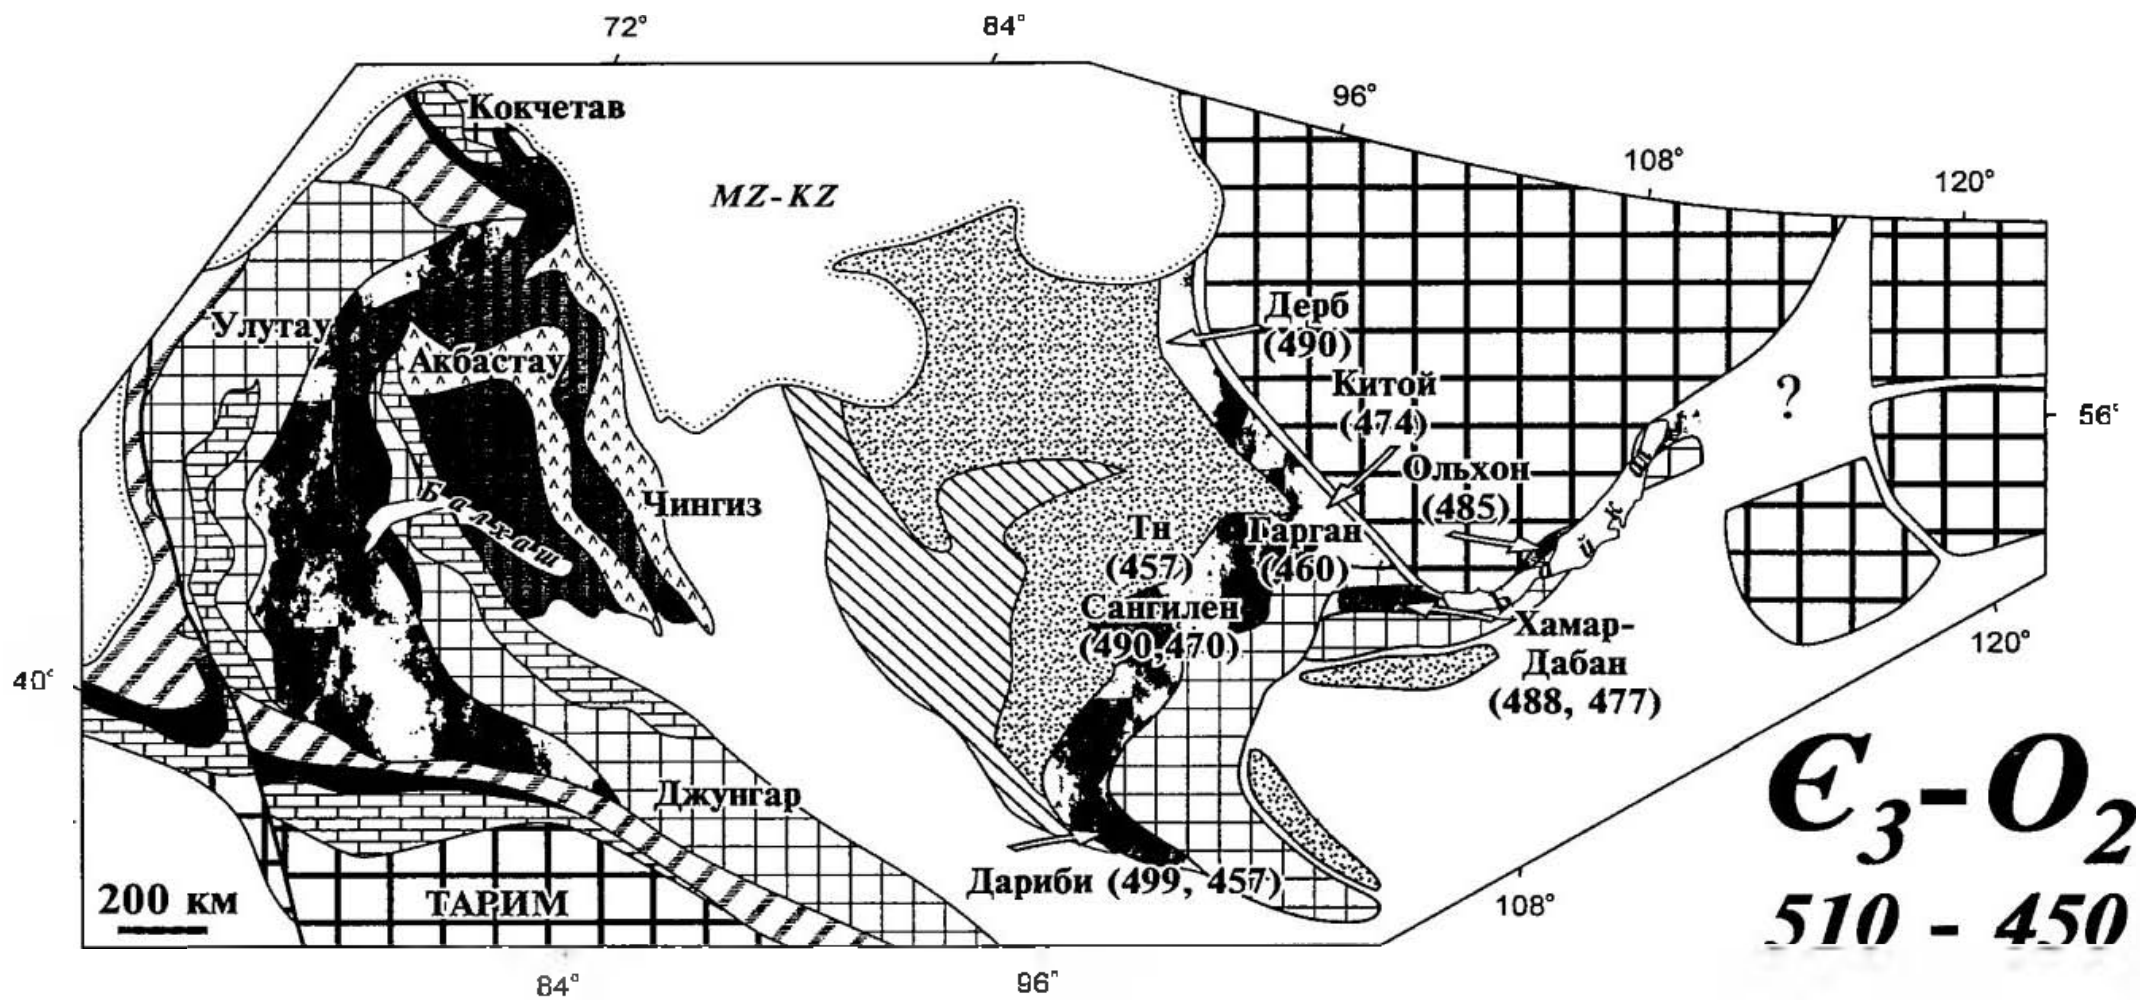 72°
84°
96°
108°
120°
Кокчетав
MZ-KZ
Улутау
Акбастау
Дерб
(490)
Китой
(474)
?
56°
Ольхон
(485)
Чингиз
Балхаш
Тн
(457)
Гарган
(460)
й к
Сангилен
(490,470)
Хамар-
Дабан
(488, 477)
120°
40°
Джунгар
Є3-О2
510 - 450
Дариби (499, 457)
108°
200 км
ТАРИМ
84°
96°